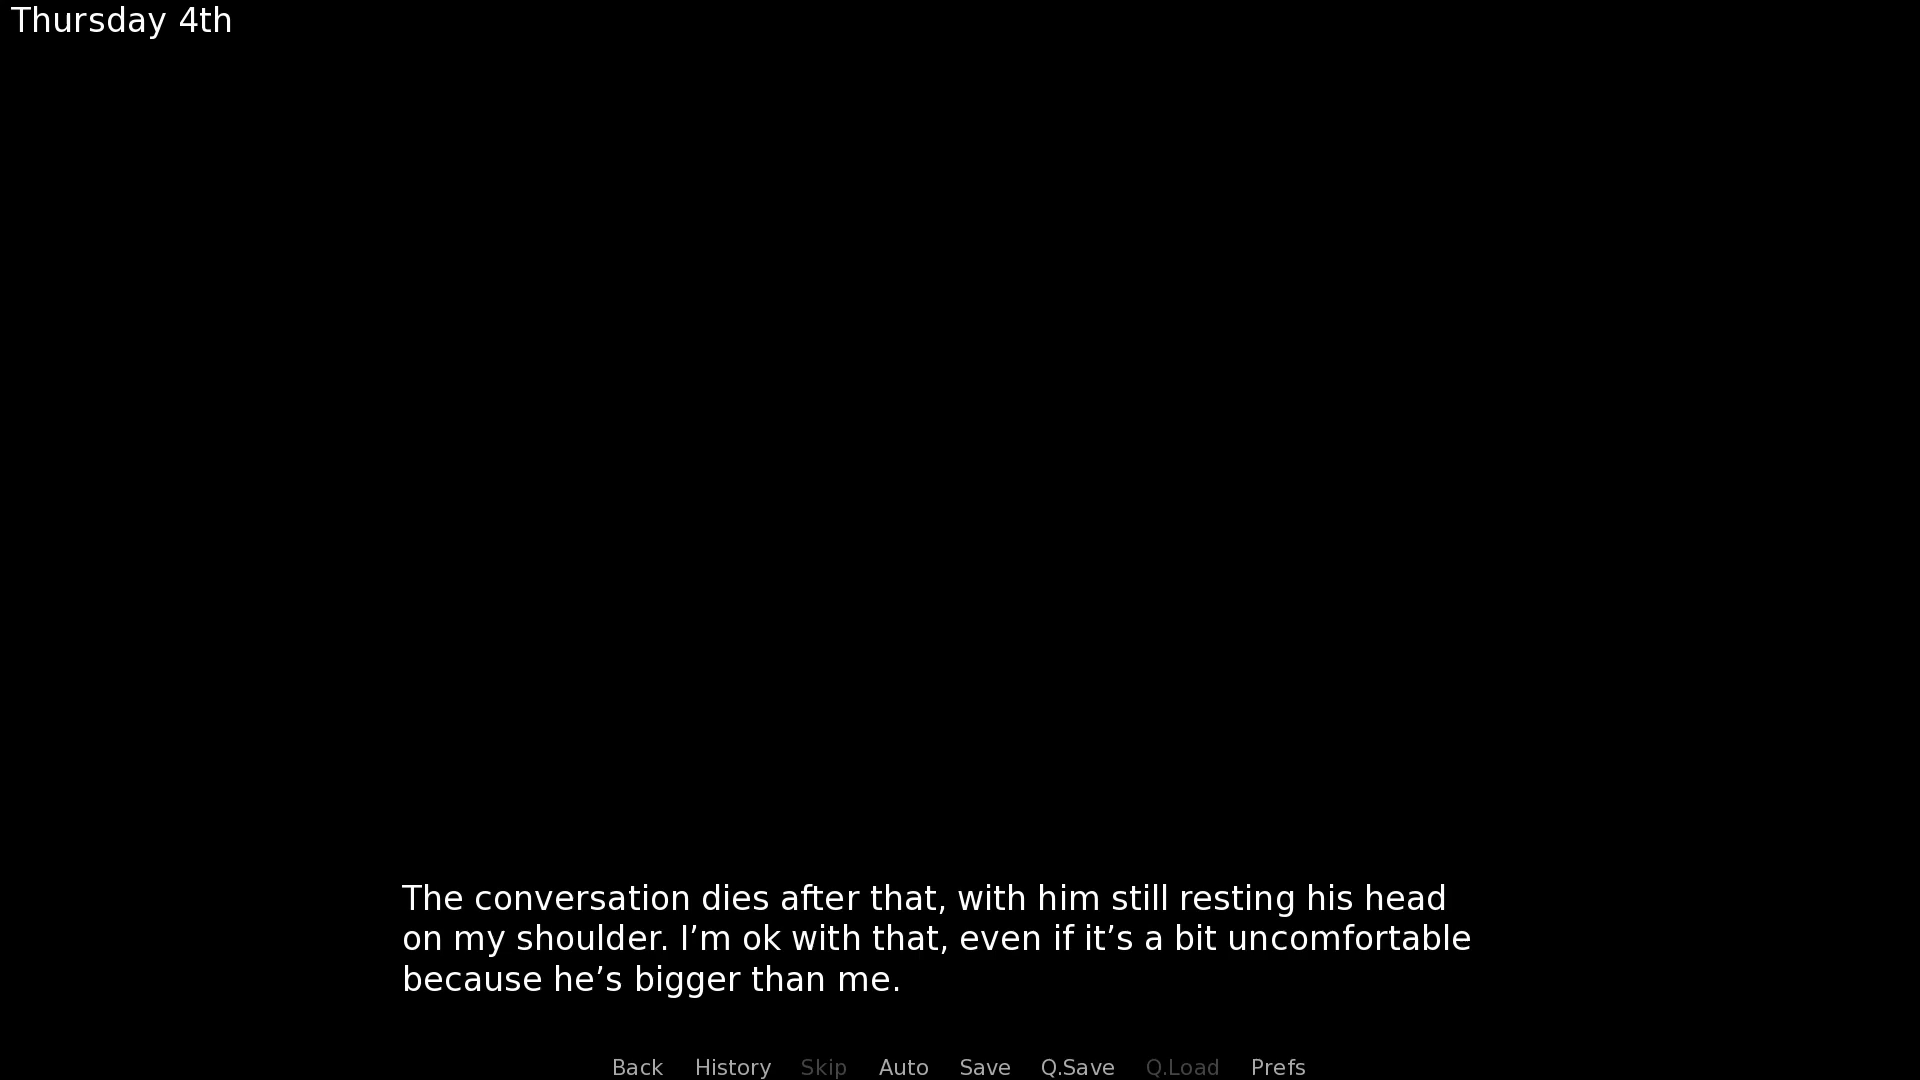 Thursday 4th
The conversation dies after that, with him still resting his head
on my shoulder. I’m ok with that, even if it’s a bit uncomfortable
because he’s bigger than me.
Back History Skip Auto Save Q.Save Q.Load Prefs